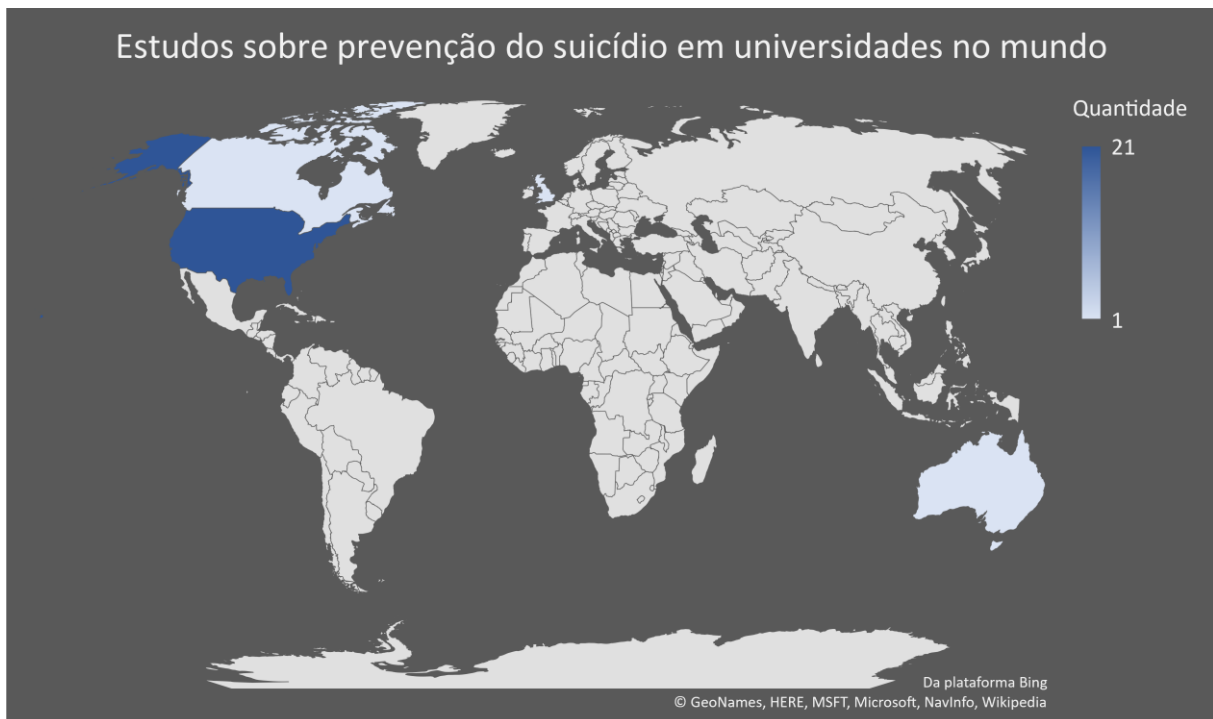 Estudos sobre prevenção do suicídio em universidades no mundo
Quantidade
21
1
Da plataforma Bing
© GeoNames, HERE, MSFT, Microsoft, NavInfo, Wikipedia